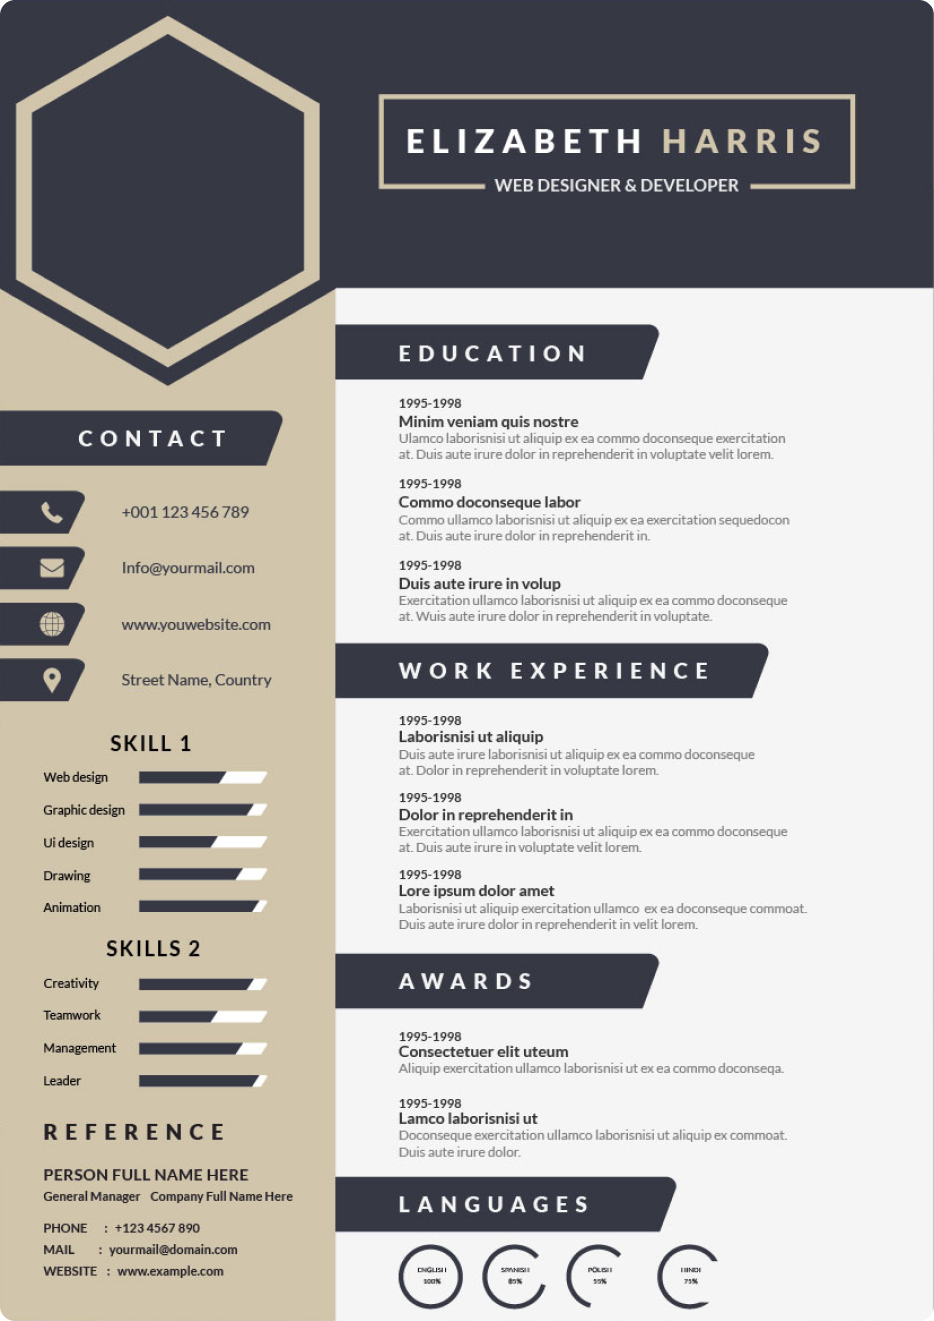 ELIZABETH HARRIS
WEB DESIGNER & DEVELOPER
CONTACT
+001 123 456 789
Info@yourmail.com
www.youwebsite.com
Street Name, Country
SKILL 1
Web design
Graphic design
Ui design
Drawing
Animation
SKILLS 2
Creativity
Teamwork
Management
Leader
REFERENCE
PERSON FULL NAME HERE
General Manager Company Full Name Here
PHONE : +123 4567 890
MAIL : yourmail@domain.com
WEBSITE : www.example.com
EDUCATION
1995-1998
Minim veniam quis nostre
Ulamco laborisnisi ut aliquip ex ea commo doconseque exercitation
at. Duis aute irure dolor in reprehenderit in voluptate velit lorem.
1995-1998
Commo doconseque labor
Commo ullamco laborisnisi ut aliquip ex ea exercitation sequedocon
at. Duis aute irure dolor in reprehenderit in.
1995-1998
Duis aute irure in volup
Exercitation ullamco laborisnisi ut aliquip ex ea commo doconseque
at. Wuis aute irure dolor in reprehenderit in voluptate.
WORK EXPERIENCE
1995-1998
Laborisnisi ut aliquip
Duis aute irure laborisnisi ut aliquip ex ea commo doconseque
at. Dolor in reprehenderit in voluptate lorem.
1995-1998
Dolor in reprehenderit in
Exercitation ullamco laborisnisi ut aliquip ex ea commo doconseque
at. Duis aute irure in voluptate velit lorem.
1995-1998
Lore ipsum dolor amet
Laborisnisi ut aliquip exercitation ullamco ex ea doconseque commoat.
Duis aute irure dolor in reprehenderit in velit lorem.
AWARDS
1995-1998
Consectetuer elit uteum
Aliquip exercitation ullamco laborisnisi ut ex ea commo doconseqa.
1995-1998
Lamco laborisnisi ut
Doconseque exercitation ullamco laborisnisi ut aliquip ex commoat.
Duis aute irure dolor.
LANGUAGES
ENGLISH
100%
SPANISH
85%
POLISH
55%
HINDI
75%